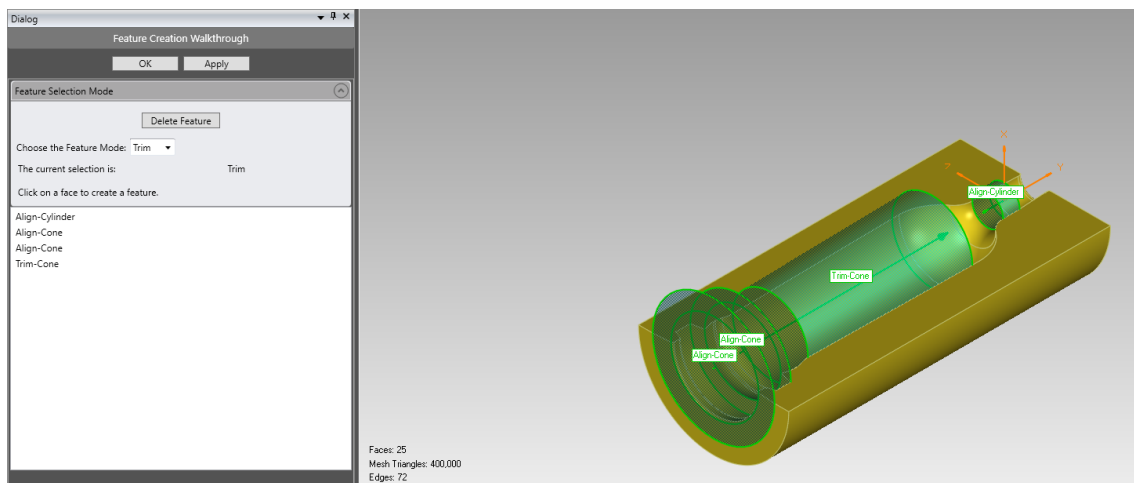 Dialog
Feature Creation Walkthrough
OK Apply
Feature Selection Mode
Delete Feature
Choose the Feature Mode: Trim
The current selection is: Trim
Click on a face to create a feature.
Align-Cylinder
Align-Cone
Align-Cone
Trim-Cone
X
Z Y
Align-Cylinder
Trim-Cone
Align-Cone
Align-Cone
Faces: 25
Mesh Triangles: 400,000
Edges: 72